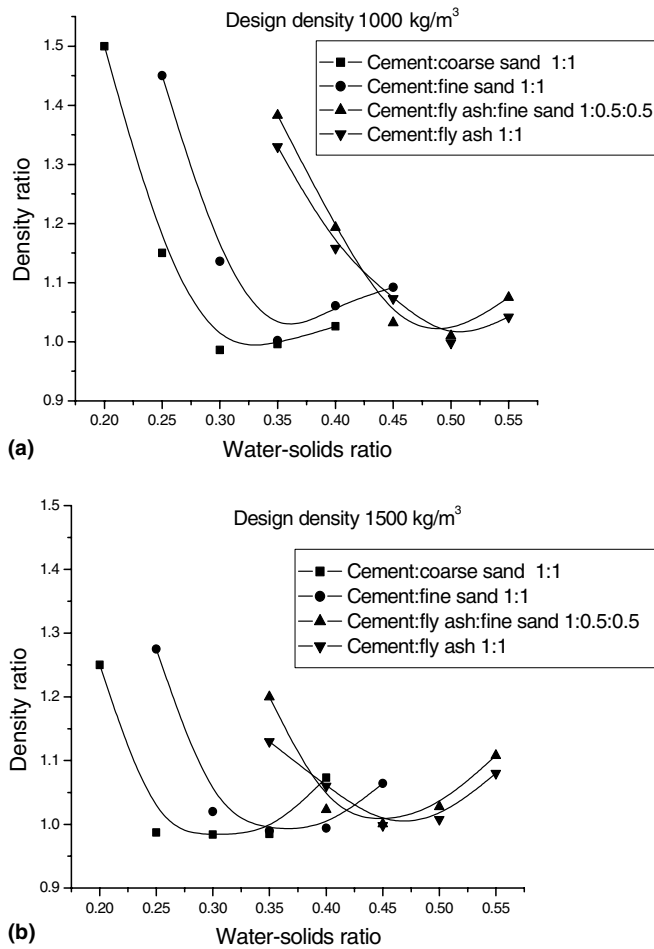 Design density 1000 kg/m³
1.5
1.4
1.3
1.2
1.1
1.0
0.9
Density ratio
Cement:coarse sand 1:1
Cement:fine sand 1:1
Cement:fly ash:fine sand 1:0.5:0.5
Cement:fly ash 1:1
0.20 0.25 0.30 0.35 0.40 0.45 0.50 0.55
Water-solids ratio
(a)
Design density 1500 kg/m³
1.5
1.4
1.3
1.2
1.1
1.0
0.9
Density ratio
Cement:coarse sand 1:1
Cement:fine sand 1:1
Cement:fly ash:fine sand 1:0.5:0.5
Cement:fly ash 1:1
0.20 0.25 0.30 0.35 0.40 0.45 0.50 0.55
Water-solids ratio
(b)